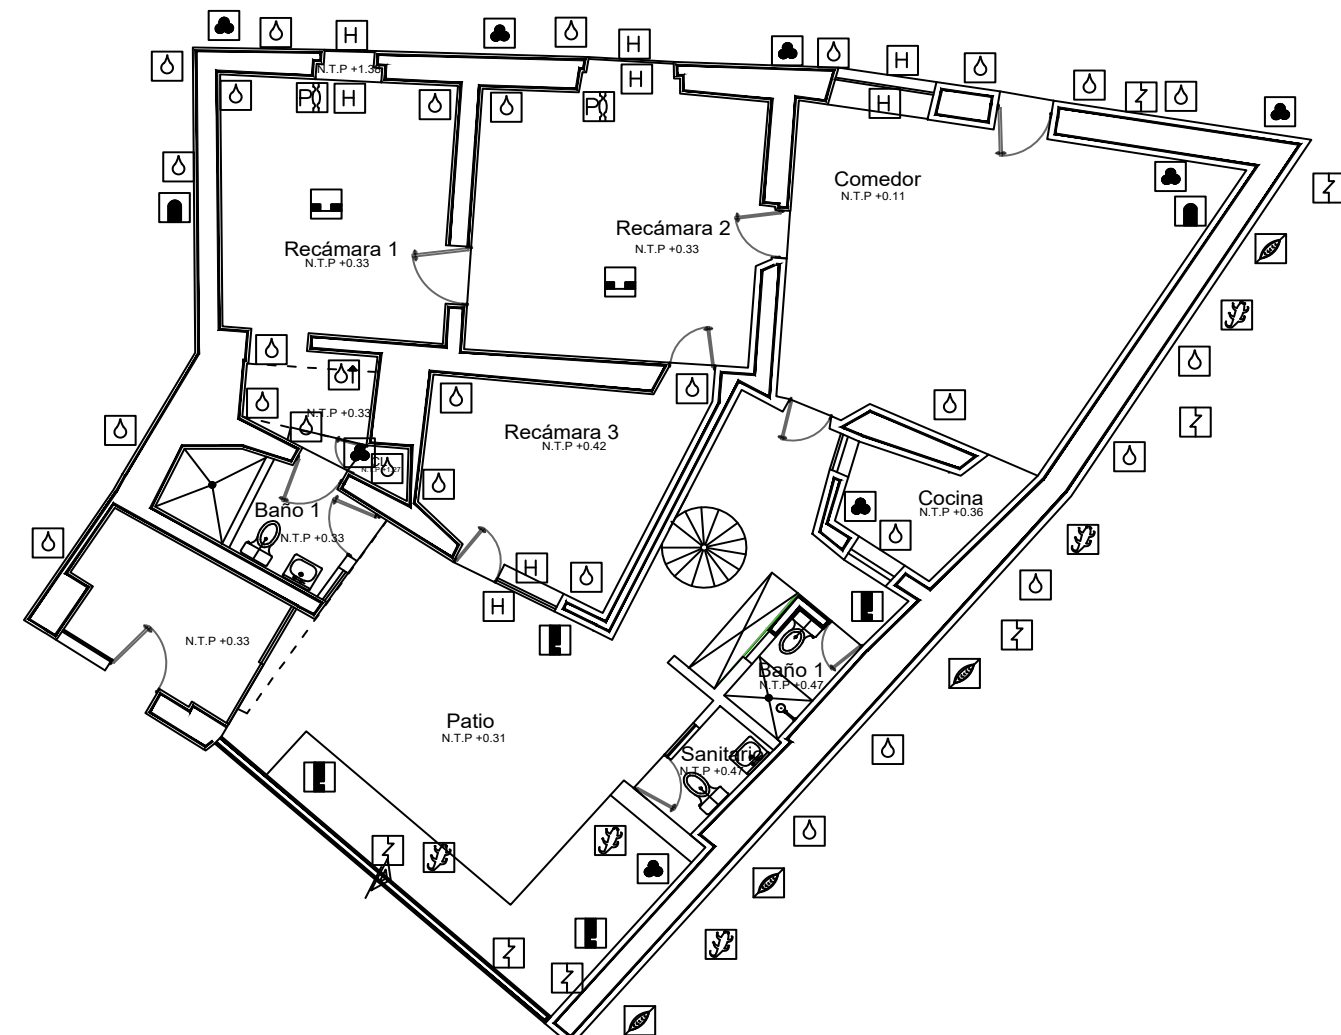 H
H
N.T.P +1.38
H
H
P
H
P
H
Comedor
N.T.P +0.11
Recámara 1
N.T.P +0.33
Recámara 2
N.T.P +0.33
N.T.P +0.33
Recámara 3
N.T.P +0.42
Cocina
N.T.P +0.36
Baño 1
N.T.P +0.33
H
H
N.T.P +0.33
Baño 1
N.T.P +0.47
Patio
N.T.P +0.31
Sanitario
N.T.P +0.47